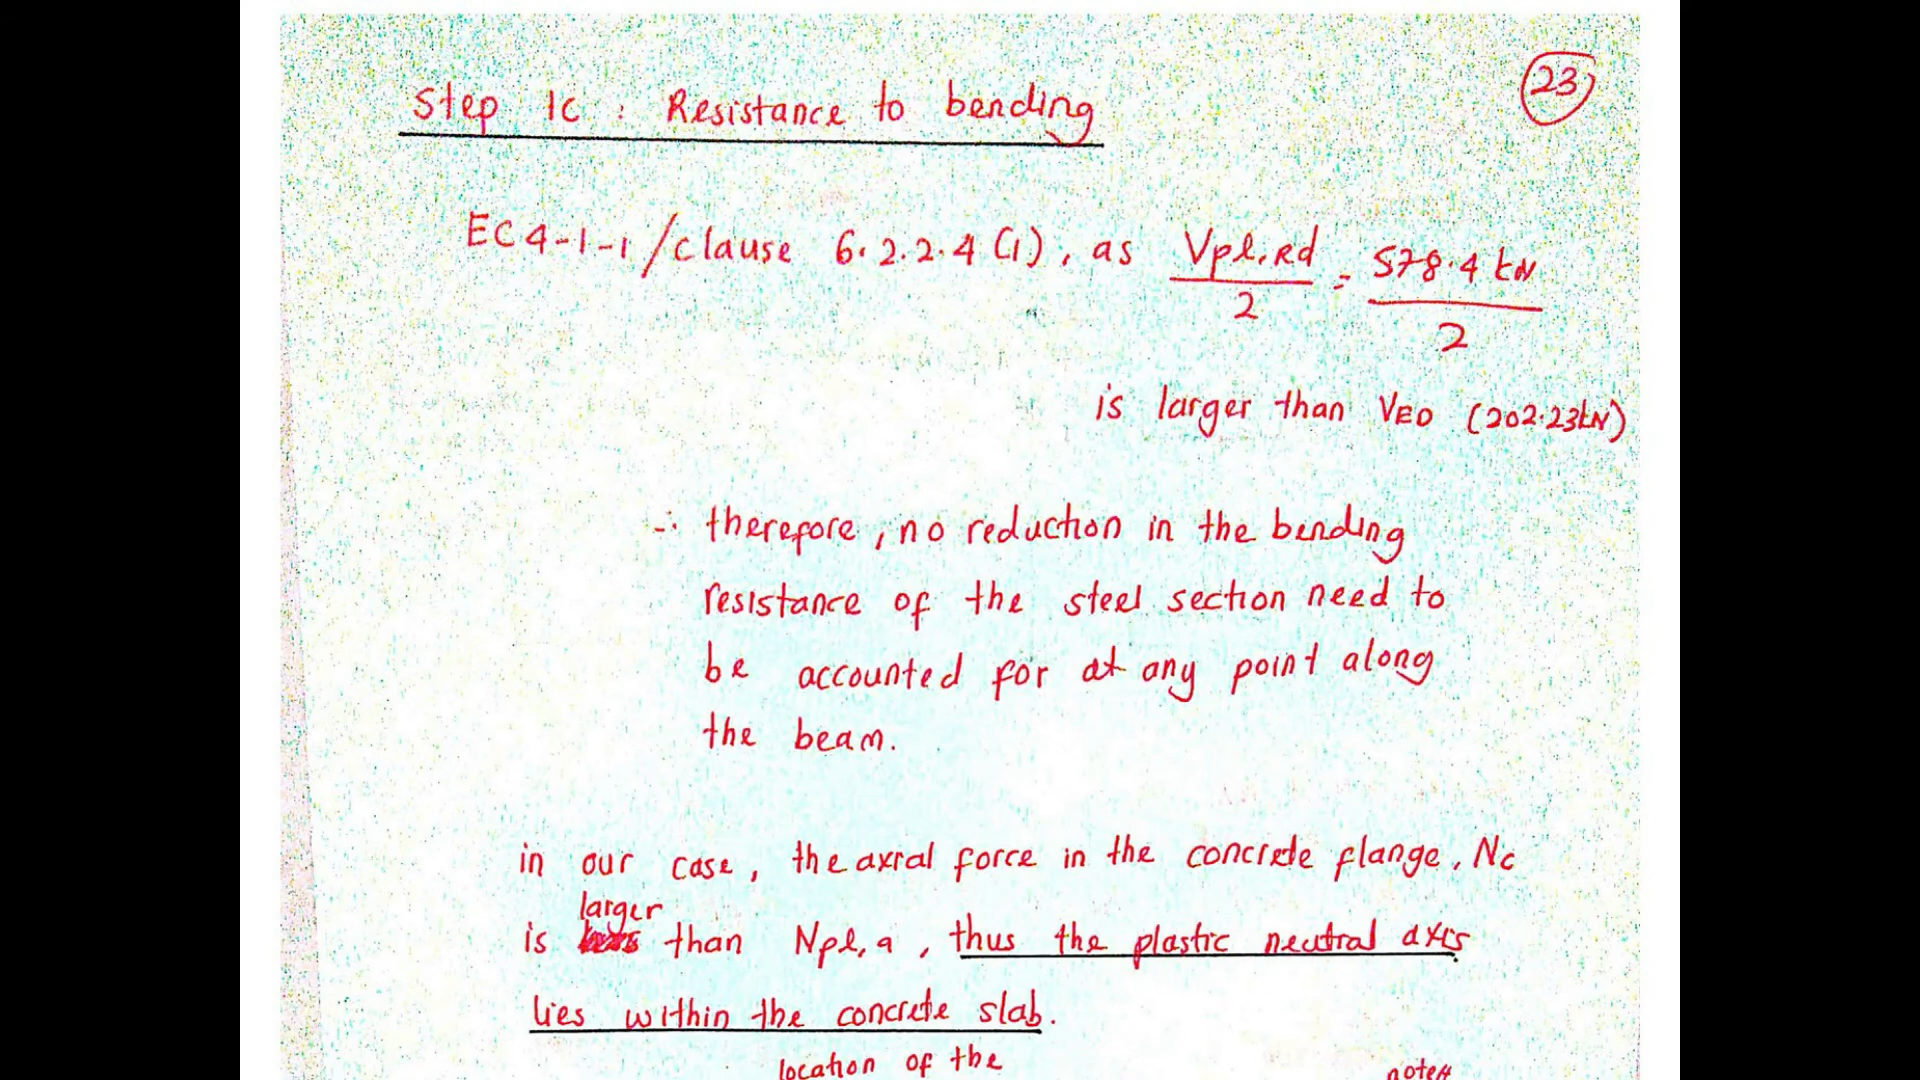 23
Step 1c : Resistance to bending
EC4-1-1/clause 6.2.2.4 (1), as Vpl,Rd / 2 = 578.4 kN / 2
is larger than VED (202.23kN)
∴ therefore, no reduction in the bending
resistance of the steel section need to
be accounted for at any point along
the beam.
in our case, the axial force in the concrete flange, Nc
larger
is than Npl,a, thus the plastic neutral axis
lies within the concrete slab.
location of the
note